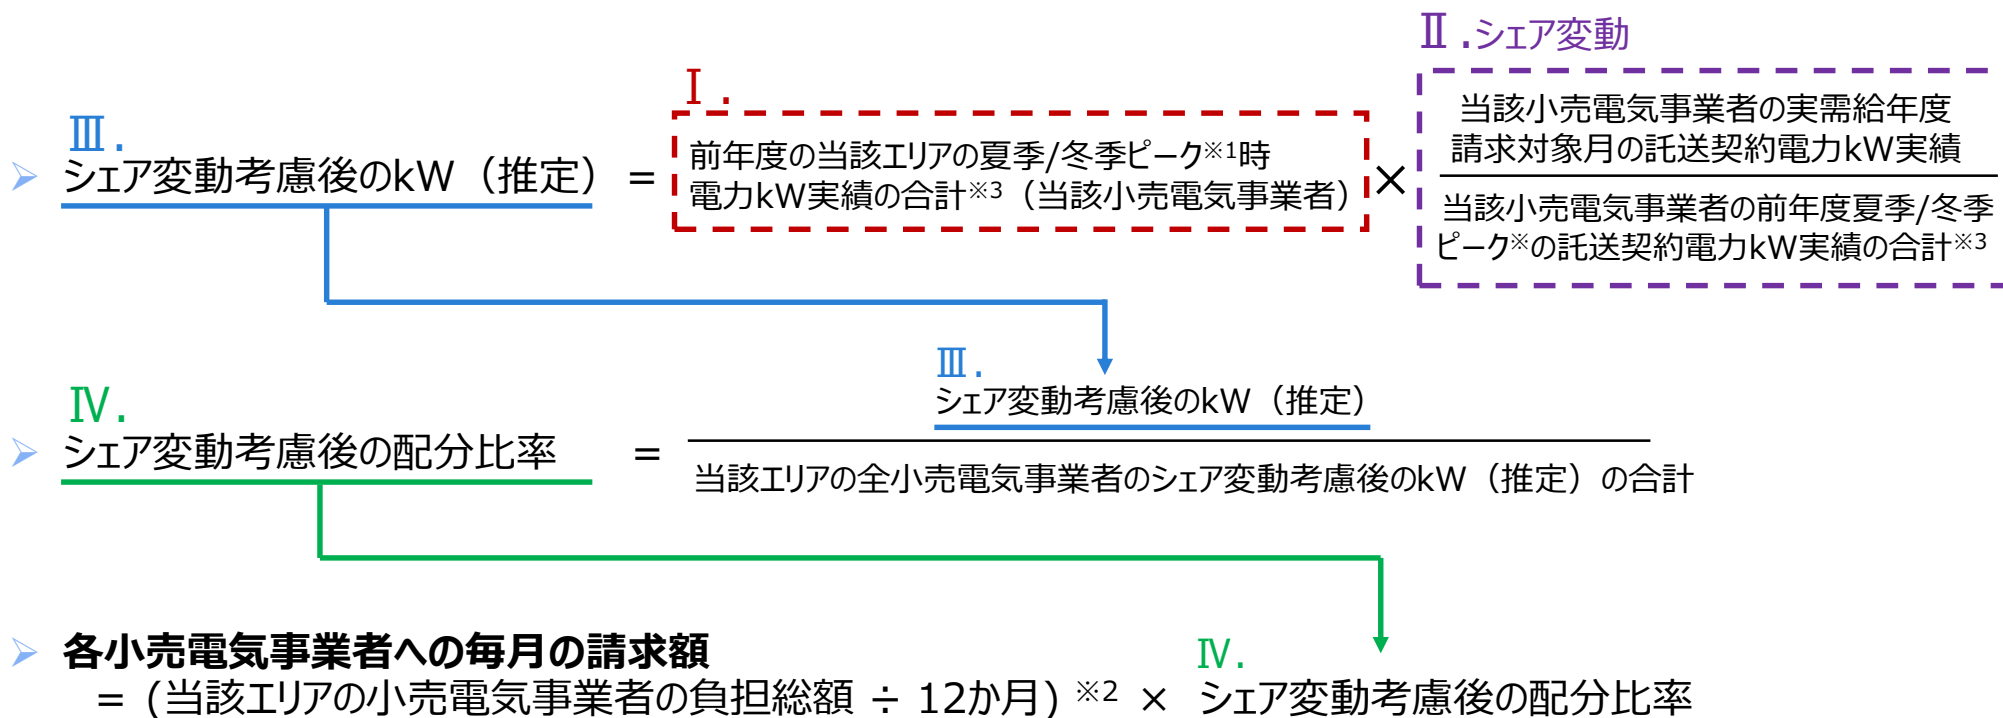 Ⅱ.シェア変動
Ⅰ.
Ⅲ.
➢ シェア変動考慮後のkW（推定） =
前年度の当該エリアの夏季/冬季ピーク※1時
電力kW実績の合計※3（当該小売電気事業者）
×
当該小売電気事業者の実需給年度
請求対象月の託送契約電力kW実績
当該小売電気事業者の前年度夏季/冬季
ピーク※の託送契約電力kW実績の合計※3
Ⅲ.
シェア変動考慮後のkW（推定）
Ⅳ.
➢ シェア変動考慮後の配分比率 =
当該エリアの全小売電気事業者のシェア変動考慮後のkW（推定）の合計
➢ 各小売電気事業者への毎月の請求額
Ⅳ.
= (当該エリアの小売電気事業者の負担総額 ÷ 12か月) ※2 × シェア変動考慮後の配分比率